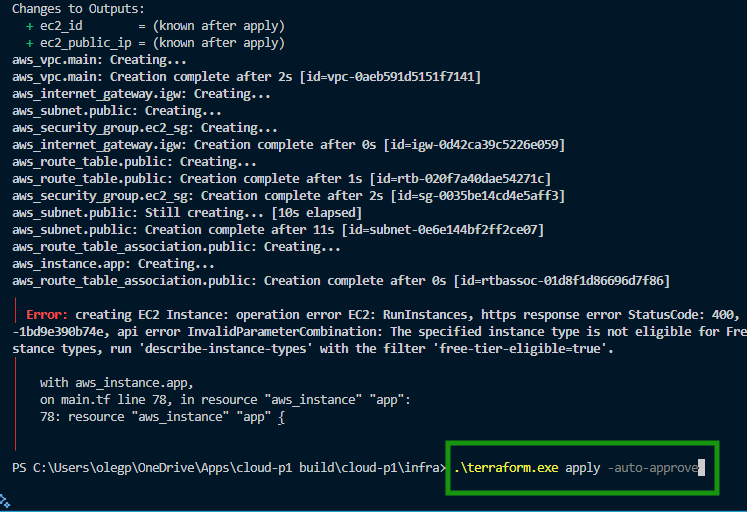 Changes to Outputs:
  + ec2_id        = (known after apply)
  + ec2_public_ip = (known after apply)
aws_vpc.main: Creating...
aws_vpc.main: Creation complete after 2s [id=vpc-0aeb591d5151f7141]
aws_internet_gateway.igw: Creating...
aws_subnet.public: Creating...
aws_security_group.ec2_sg: Creating...
aws_internet_gateway.igw: Creation complete after 0s [id=igw-0d42ca39c5226e059]
aws_route_table.public: Creating...
aws_route_table.public: Creation complete after 1s [id=rtb-020f7a40dae54271c]
aws_security_group.ec2_sg: Creation complete after 2s [id=sg-0035be14cd4e5aff3]
aws_subnet.public: Still creating... [10s elapsed]
aws_subnet.public: Creation complete after 11s [id=subnet-0e6e144bf2ff2ce07]
aws_route_table_association.public: Creating...
aws_instance.app: Creating...
aws_route_table_association.public: Creation complete after 0s [id=rtbassoc-01d8f1d86696d7f86]
Error: creating EC2 Instance: operation error EC2: RunInstances, https response error StatusCode: 400,
-1bd9e390b74e, api error InvalidParameterCombination: The specified instance type is not eligible for Fre
stance types, run 'describe-instance-types' with the filter 'free-tier-eligible=true'.
with aws_instance.app,
on main.tf line 78, in resource "aws_instance" "app":
78: resource "aws_instance" "app" {
PS C:\Users\olegp\OneDrive\Apps\cloud-p1 build\cloud-p1\infra> .\terraform.exe apply -auto-approve